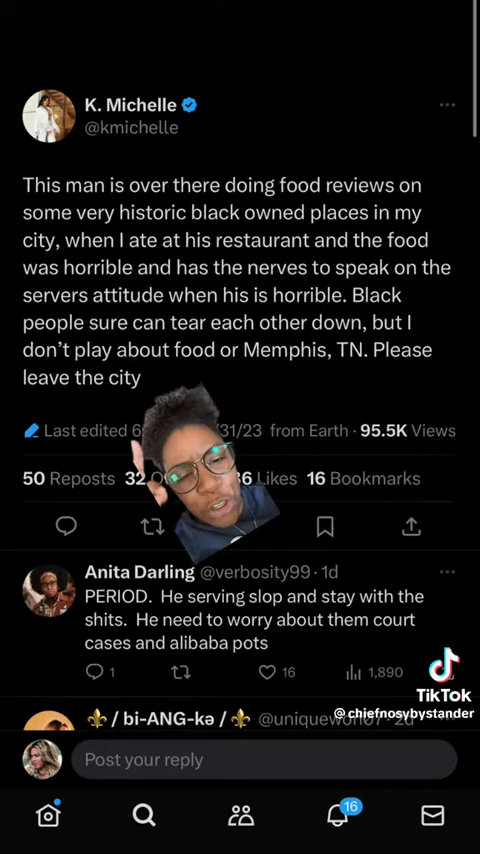 K. Michelle
@kmichelle
This man is over there doing food reviews on
some very historic black owned places in my
city, when I ate at his restaurant and the food
was horrible and has the nerves to speak on the
servers attitude when his is horrible. Black
people sure can tear each other down, but I
don’t play about food or Memphis, TN. Please
leave the city
Last edited /31/23 from Earth · 95.5K Views
50 Reposts 32 Likes 16 Bookmarks
Anita Darling @verbosity99 · 1d
PERIOD. He serving slop and stay with the
shits. He need to worry about them court
cases and alibaba pots
1 16 1,890
TikTok
@chiefnosybystander
/ bi-ANG-kə /
Post your reply
16